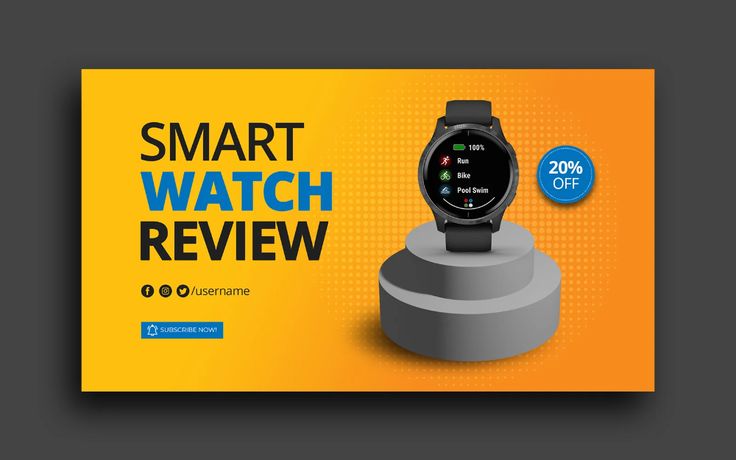 SMART
WATCH
REVIEW
/username
SUBSCRIBE NOW!
100%
Run
Bike
Pool Swim
20%
OFF